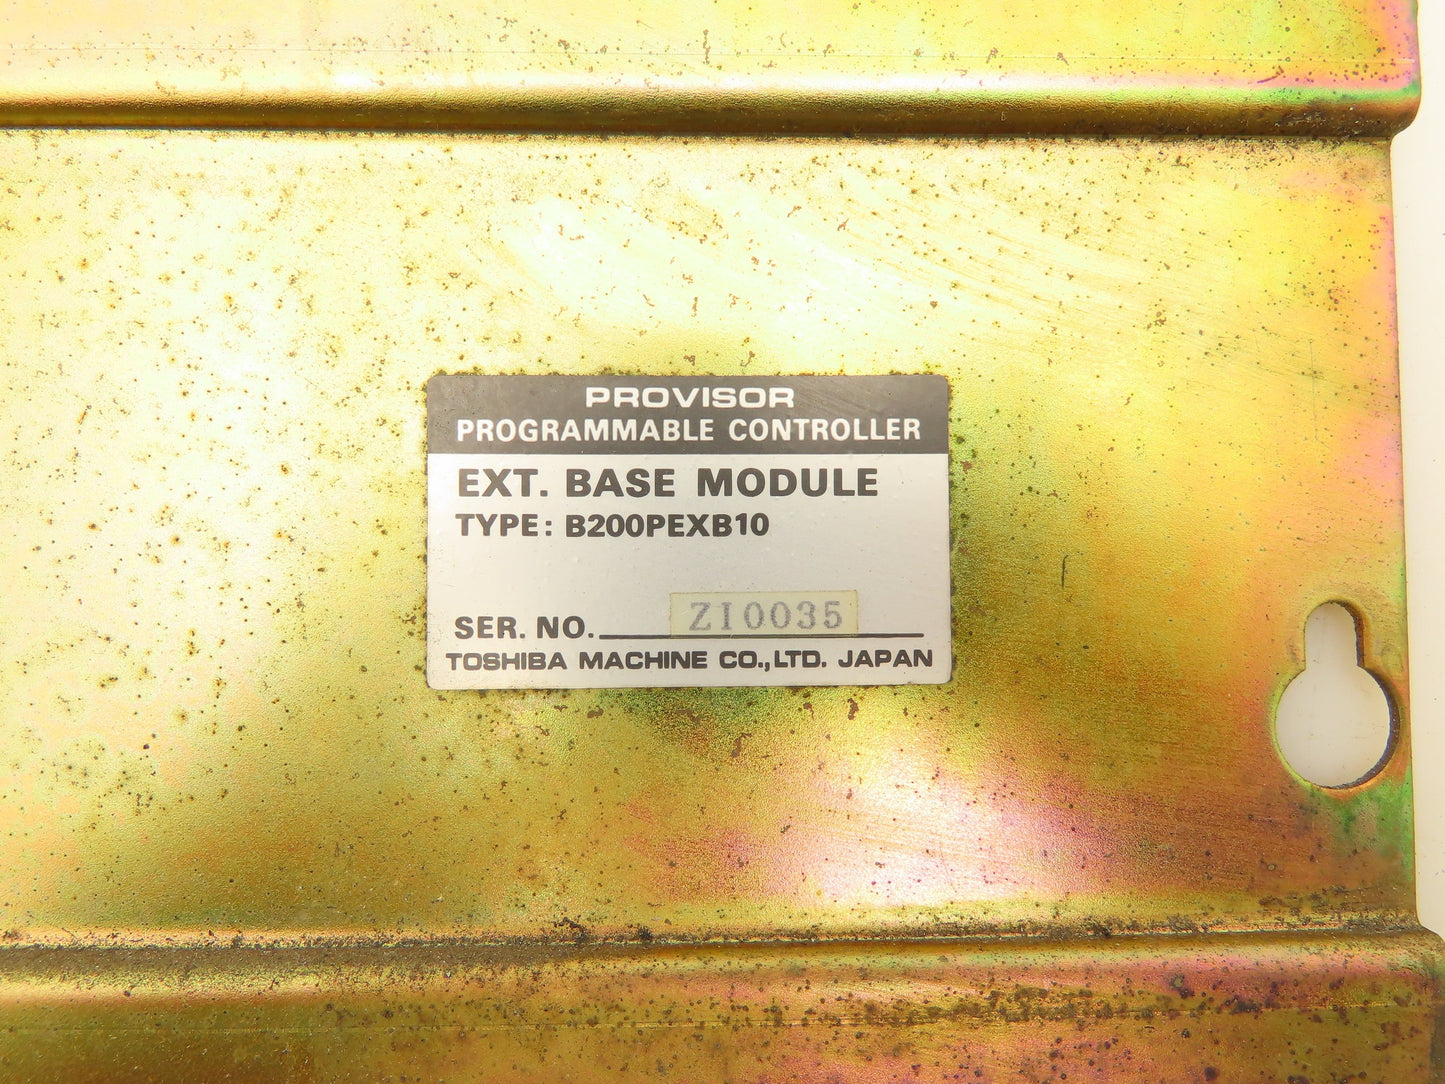 PROVISOR
PROGRAMMABLE CONTROLLER
EXT. BASE MODULE
TYPE: B200PEXB10
SER. NO. ZI0035
TOSHIBA MACHINE CO.,LTD. JAPAN